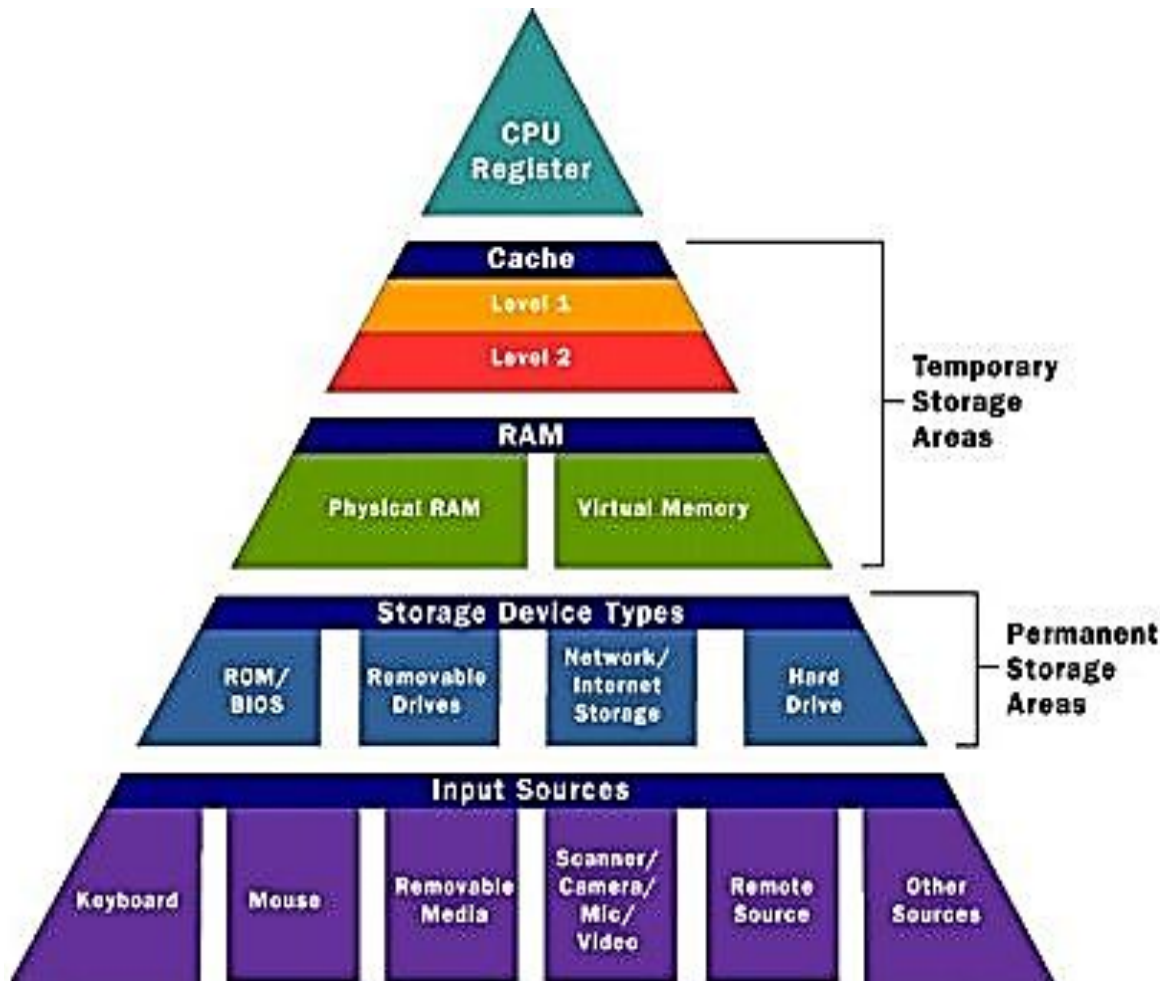 CPU
Register
Cache
Level 1
Level 2
Temporary
Storage
Areas
RAM
Physical RAM
Virtual Memory
Storage Device Types
ROM/
BIOS
Removable
Drives
Network/
Internet
Storage
Hard
Drive
Permanent
Storage
Areas
Input Sources
Keyboard
Mouse
Removable
Media
Scanner/
Camera/
Mic/
Video
Remote
Source
Other
Sources